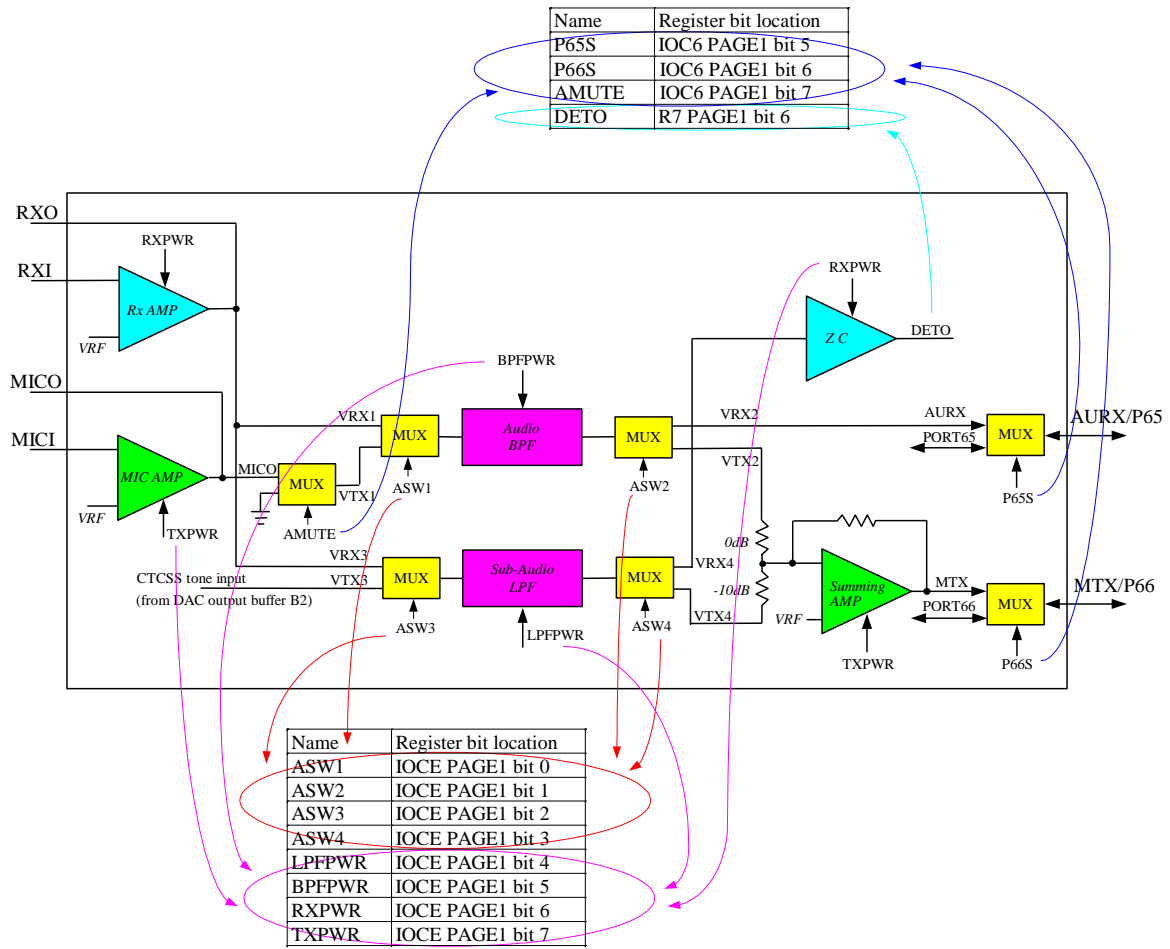 Name Register bit location
P65S IOC6 PAGE1 bit 5
P66S IOC6 PAGE1 bit 6
AMUTE IOC6 PAGE1 bit 7
DETO R7 PAGE1 bit 6
RXO
RXPWR
RXPWR
RXI
Rx AMP
Z C
DETO
VRF
BPFPWR
MICO
VRX1
VRX2
AURX
AURX/P65
MUX
Audio
BPF
MUX
MUX
PORT65
MICI
MIC AMP
MICO
MUX
VTX1
ASW1
ASW2
VTX2
P65S
VRF
TXPWR
AMUTE
0dB
VRX3
VRX4
CTCSS tone input
(from DAC output buffer B2)
VTX3
MUX
Sub-Audio
LPF
MUX
-10dB
Summing
AMP
MTX
MTX/P66
MUX
PORT66
VTX4
VRF
ASW3
LPFPWR
ASW4
TXPWR
P66S
Name Register bit location
ASW1 IOCE PAGE1 bit 0
ASW2 IOCE PAGE1 bit 1
ASW3 IOCE PAGE1 bit 2
ASW4 IOCE PAGE1 bit 3
LPFPWR IOCE PAGE1 bit 4
BPFPWR IOCE PAGE1 bit 5
RXPWR IOCE PAGE1 bit 6
TXPWR IOCE PAGE1 bit 7